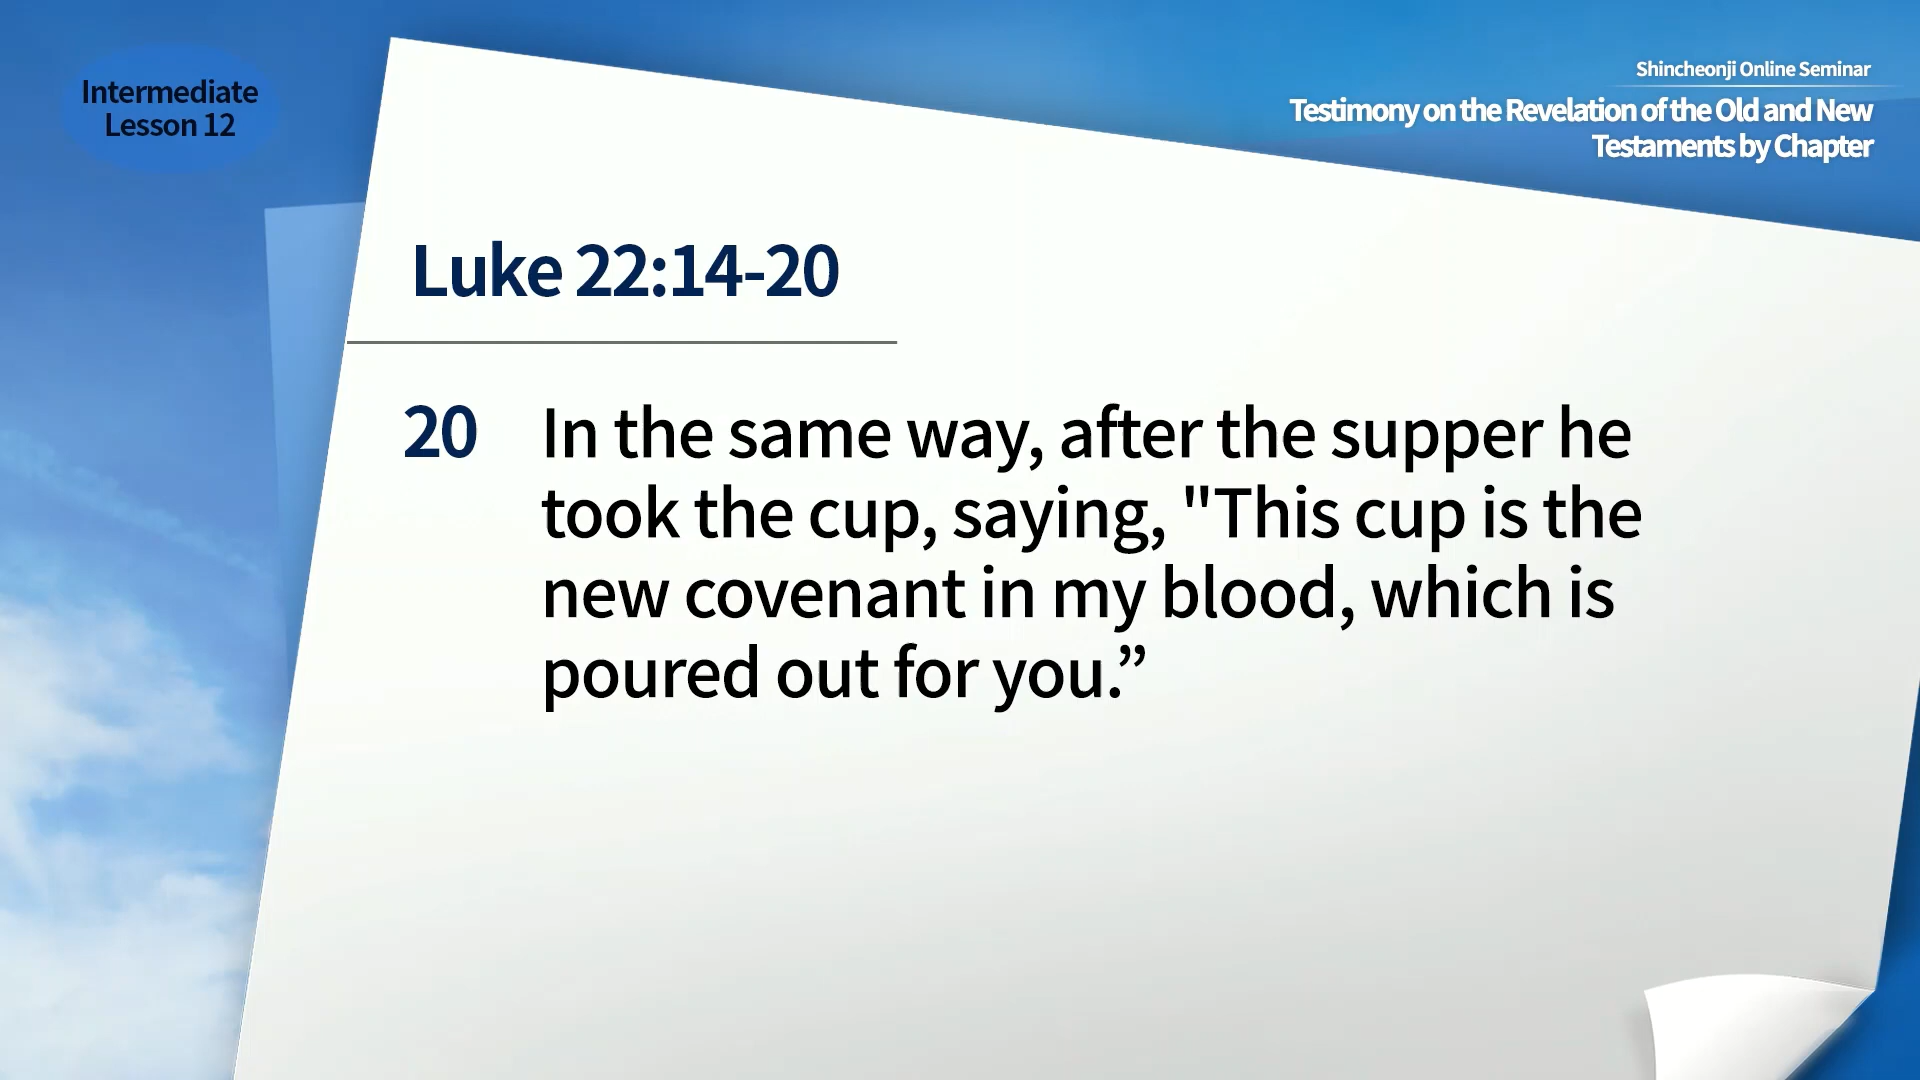 Intermediate
Lesson 12
Shincheonji Online Seminar
Testimony on the Revelation of the Old and New
Testaments by Chapter
Luke 22:14-20
20 In the same way, after the supper he
took the cup, saying, "This cup is the
new covenant in my blood, which is
poured out for you.”